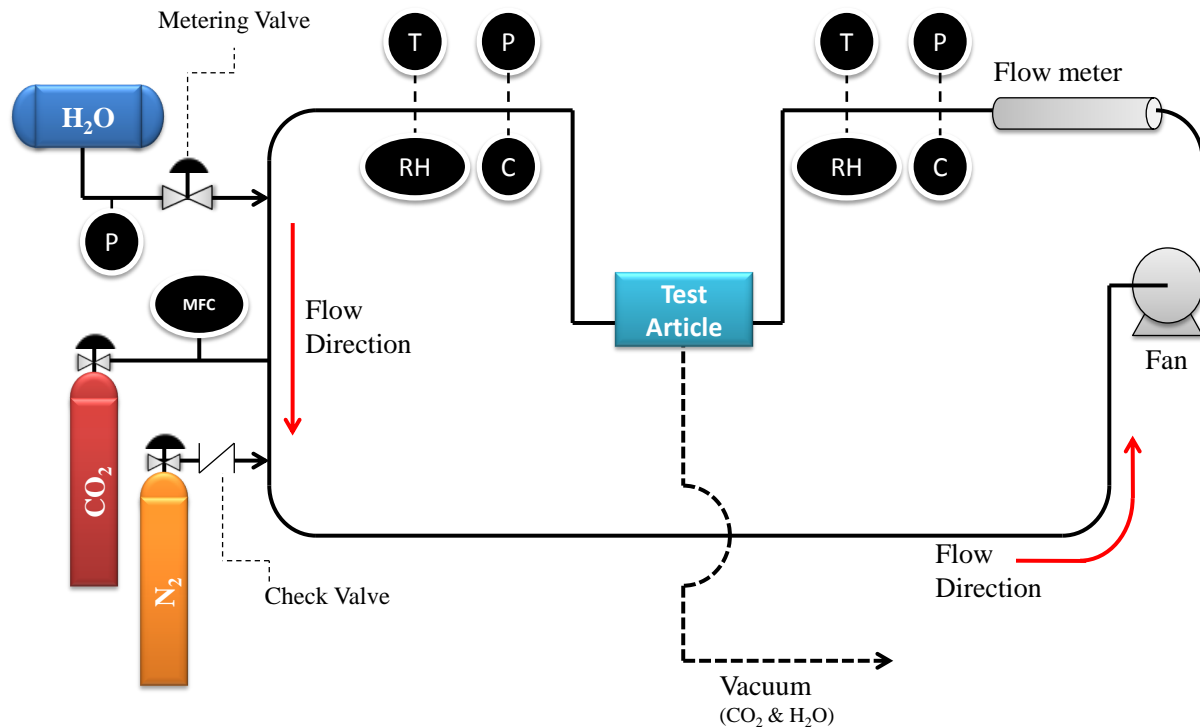 Metering Valve
T
P
T
P
Flow meter
H₂O
RH
C
RH
C
P
MFC
Flow
Direction
Test
Article
Fan
CO₂
N₂
Check Valve
Flow
Direction
Vacuum
(CO₂ & H₂O)